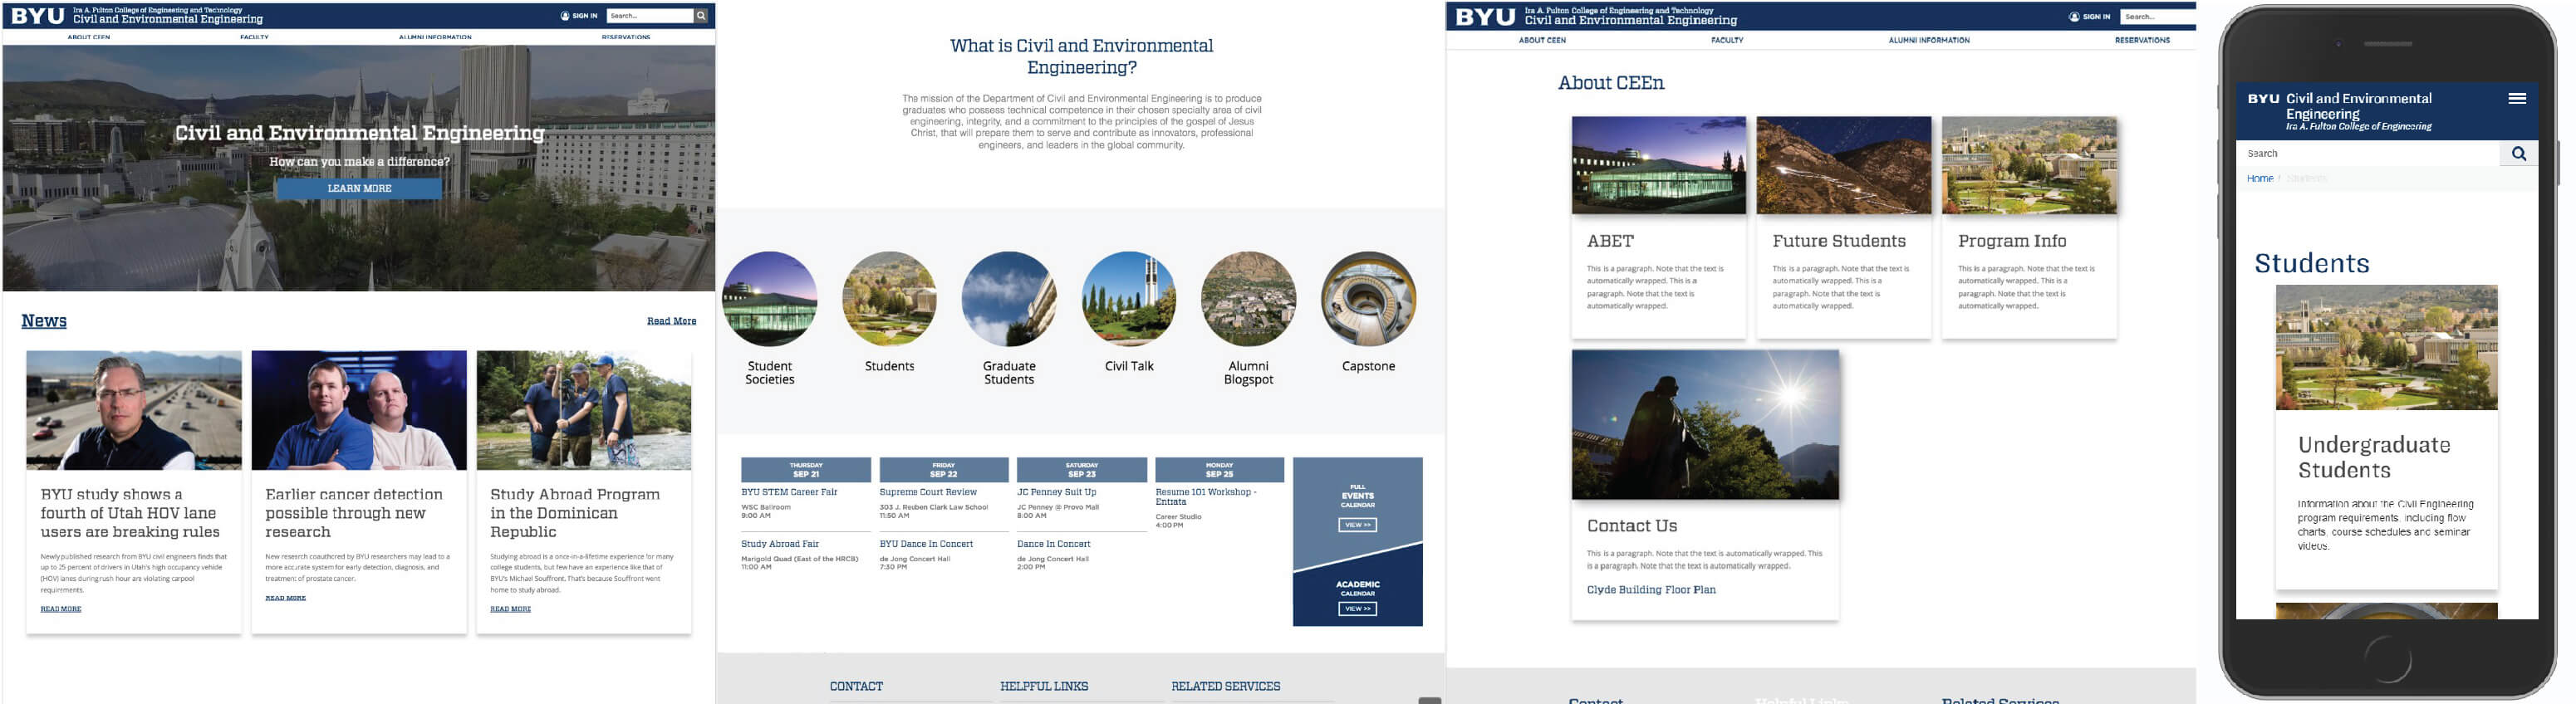 BYU Ira A. Fulton College of Engineering and Technology
Civil and Environmental Engineering
SIGN IN
Search...
ABOUT CEEN FACULTY ALUMNI INFORMATION RESERVATIONS
Civil and Environmental Engineering
How can you make a difference?
LEARN MORE
News
Read More
BYU study shows a
fourth of Utah HOV lane
users are breaking rules
Newly published research from BYU civil engineers finds that
up to 25 percent of drivers in Utah's high occupancy vehicle
(HOV) lanes during rush hour are violating carpool
requirements.
READ MORE
Earlier cancer detection
possible through new
research
New research coauthored by BYU researchers may lead to a
more accurate system for early detection, diagnosis, and
treatment of prostate cancer.
READ MORE
Study Abroad Program
in the Dominican
Republic
Studying abroad is a once-in-a-lifetime experience for many
college students, but few have an experience like that of
BYU's Michael Souffront. That's because Souffront went
home to study abroad.
READ MORE
What is Civil and Environmental
Engineering?
The mission of the Department of Civil and Environmental Engineering is to produce
graduates who possess technical competence in their chosen specialty area of civil
engineering, integrity, and a commitment to the principles of the gospel of Jesus
Christ, that will prepare them to serve and contribute as innovators, professional
engineers, and leaders in the global community.
Student
Societies
Students
Graduate
Students
Civil Talk
Alumni
Blogspot
Capstone
THURSDAY
SEP 21
BYU STEM Career Fair
WSC Ballroom
9:00 AM
Study Abroad Fair
Marigold Quad (East of the HRCB)
11:00 AM
FRIDAY
SEP 22
Supreme Court Review
303 J. Reuben Clark Law School
11:50 AM
BYU Dance In Concert
de Jong Concert Hall
7:30 PM
SATURDAY
SEP 23
JC Penney Suit Up
JC Penney @ Provo Mall
8:00 AM
Dance In Concert
de Jong Concert Hall
2:00 PM
MONDAY
SEP 25
Resume 101 Workshop -
Entrata
Career Studio
4:00 PM
FULL
EVENTS
CALENDAR
VIEW >>
ACADEMIC
CALENDAR
VIEW >>
CONTACT HELPFUL LINKS RELATED SERVICES
BYU Ira A. Fulton College of Engineering and Technology
Civil and Environmental Engineering
SIGN IN
Search...
ABOUT CEEN FACULTY ALUMNI INFORMATION RESERVATIONS
About CEEn
ABET
This is a paragraph. Note that the text is
automatically wrapped. This is a
paragraph. Note that the text is
automatically wrapped.
Future Students
This is a paragraph. Note that the text is
automatically wrapped. This is a
paragraph. Note that the text is
automatically wrapped.
Program Info
This is a paragraph. Note that the text is
automatically wrapped. This is a
paragraph. Note that the text is
automatically wrapped.
Contact Us
This is a paragraph. Note that the text is automatically wrapped. This
is a paragraph. Note that the text is automatically wrapped.
Clyde Building Floor Plan
Contact Helpful Links Related Services
BYU Civil and Environmental
Engineering
Ira A. Fulton College of Engineering
Search
Home / Students
Students
Undergraduate
Students
Information about the Civil Engineering
program requirements, including flow
charts, course schedules and seminar
videos.